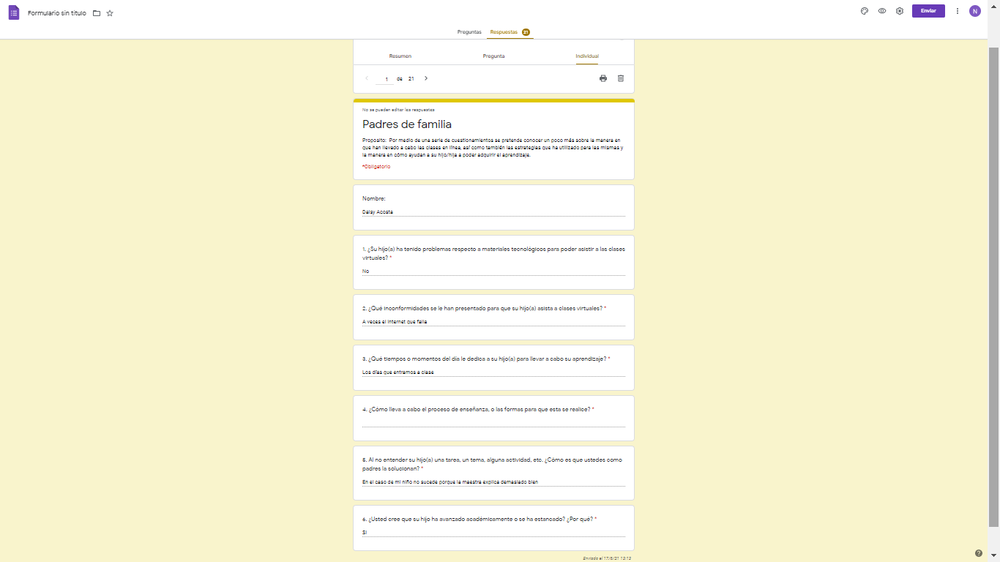 Formulario sin título
Enviar
N
Preguntas
Respuestas 21
Resumen
Pregunta
Individual
1 de 21
No se pueden editar las respuestas
Padres de familia
Proposito: Por medio de una serie de cuestionamientos se pretende conocer un poco más sobre la manera en
que han llevado a cabo las clases en línea, así como también las estrategias que ha utilizado para las mismas y
la manera en cómo ayudan a su hijo/hija a poder adquirir el aprendizaje.
*Obligatorio
Nombre:
Daisy Acosta
1. ¿Su hijo(a) ha tenido problemas respecto a materiales tecnológicos para poder asistir a las clases
virtuales? *
No
2. ¿Qué inconformidades se le han presentado para que su hijo(a) asista a clases virtuales? *
A veces el internet que falla
3. ¿Qué tiempos o momentos del día le dedica a su hijo(a) para llevar a cabo su aprendizaje? *
Los días que entramos a clase
4. ¿Cómo lleva a cabo el proceso de enseñanza, o las formas para que esta se realice? *
5. Al no entender su hijo(a) una tarea, un tema, alguna actividad, etc. ¿Cómo es que ustedes como
padres la solucionan? *
En el caso de mi niño no sucede porque la maestra explica demasiado bien
6. ¿Usted cree que su hijo ha avanzado académicamente o se ha estancado? ¿Por qué? *
Si
Enviado el 17/6/21 12:12